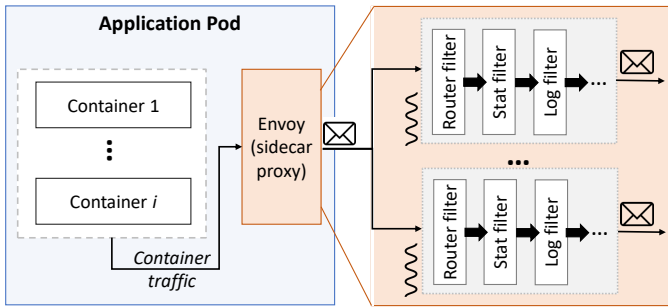 Application Pod
Container 1
...
Container i
Container
traffic
Envoy
(sidecar
proxy)
Router filter
Stat filter
Log filter
...
...
Router filter
Stat filter
Log filter
...